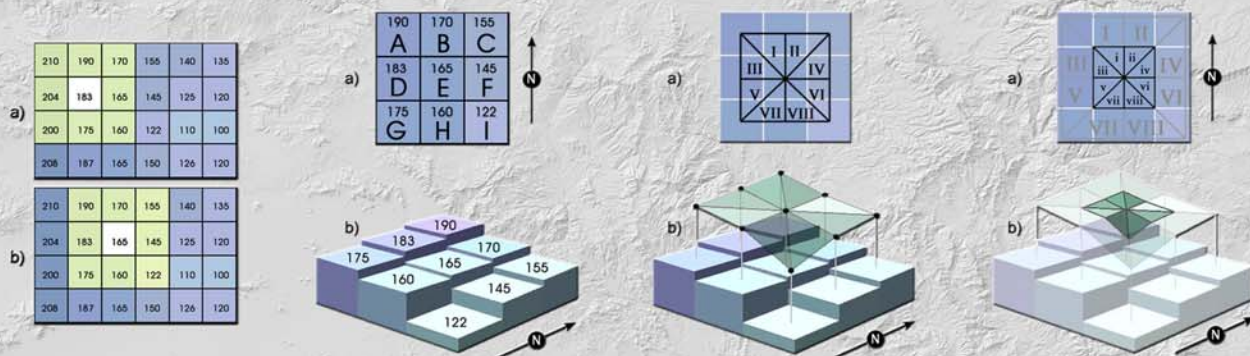 a)
210 190 170 155 140 135
204 183 165 145 125 120
200 175 160 122 110 100
208 187 165 150 126 120
b)
210 190 170 155 140 135
204 183 165 145 125 120
200 175 160 122 110 100
208 187 165 150 126 120
a)
190 170 155
A B C
183 165 145
D E F
175 160 122
G H I
N
b)
190
183 170
175 165 155
160 145
122
N
a)
I II
III IV
V VI
VII VIII
N
b)
N
a)
I II
III i ii IV
iii iv
V v vi VI
vii viii
VII VIII
N
b)
N